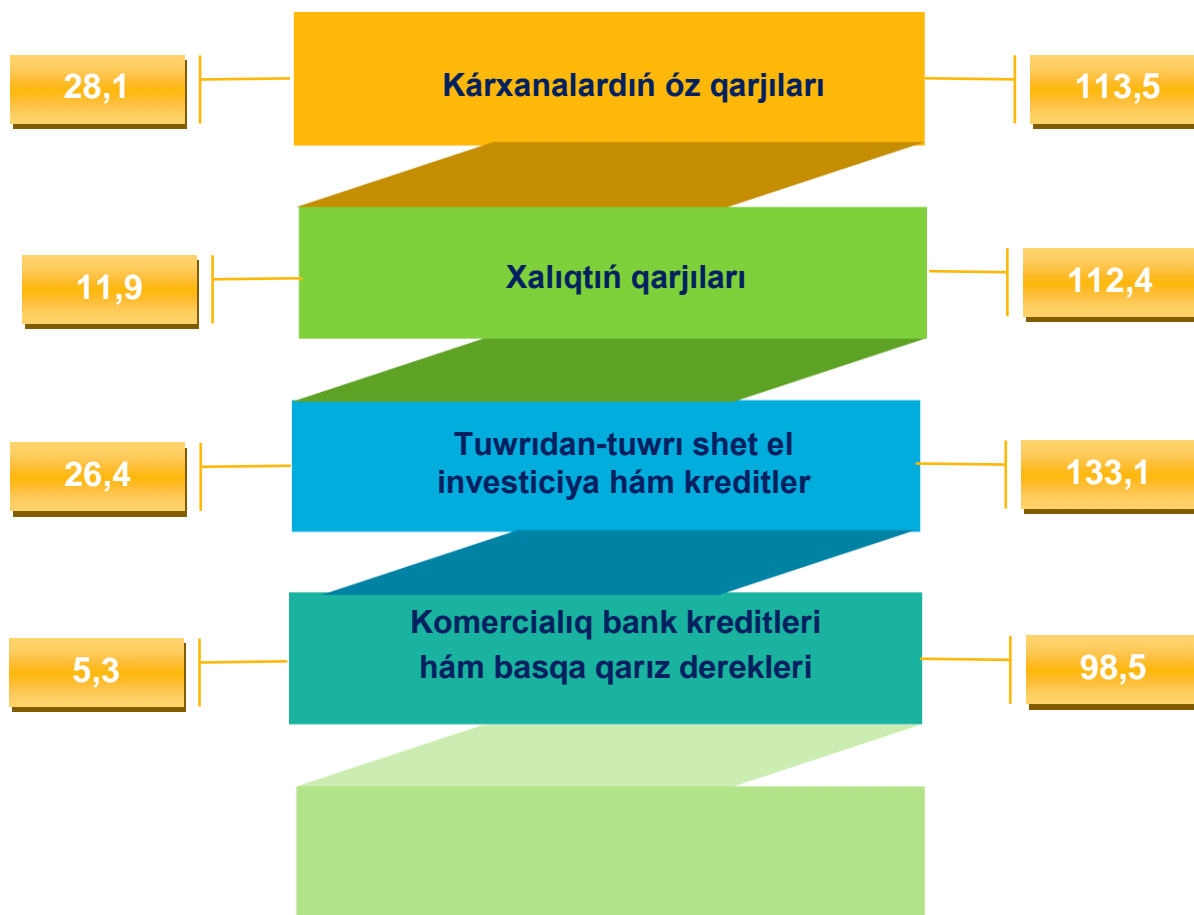 28,1
Kárxanalardıń óz qarjıları
113,5
11,9
Xalıqtıń qarjıları
112,4
26,4
Tuwrıdan-tuwrı shet el
investiciya hám kreditler
133,1
5,3
Komercialıq bank kreditleri
hám basqa qarız derekleri
98,5